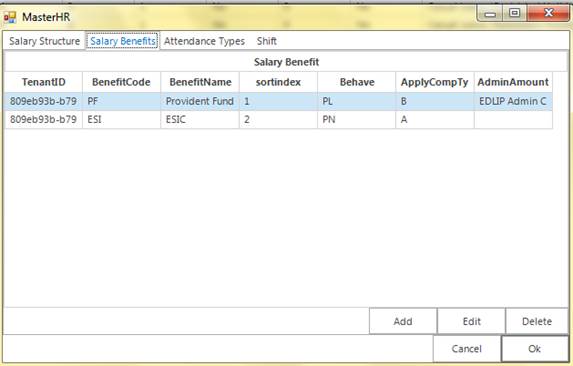 MasterHR
Salary Structure Salary Benefits Attendance Types Shift
Salary Benefit
TenantID BenefitCode BenefitName sortindex Behave ApplyCompTy AdminAmount
809eb93b-b79 PF Provident Fund 1 PL B EDLIP Admin C
809eb93b-b79 ESI ESIC 2 PN A
Add Edit Delete
Cancel Ok